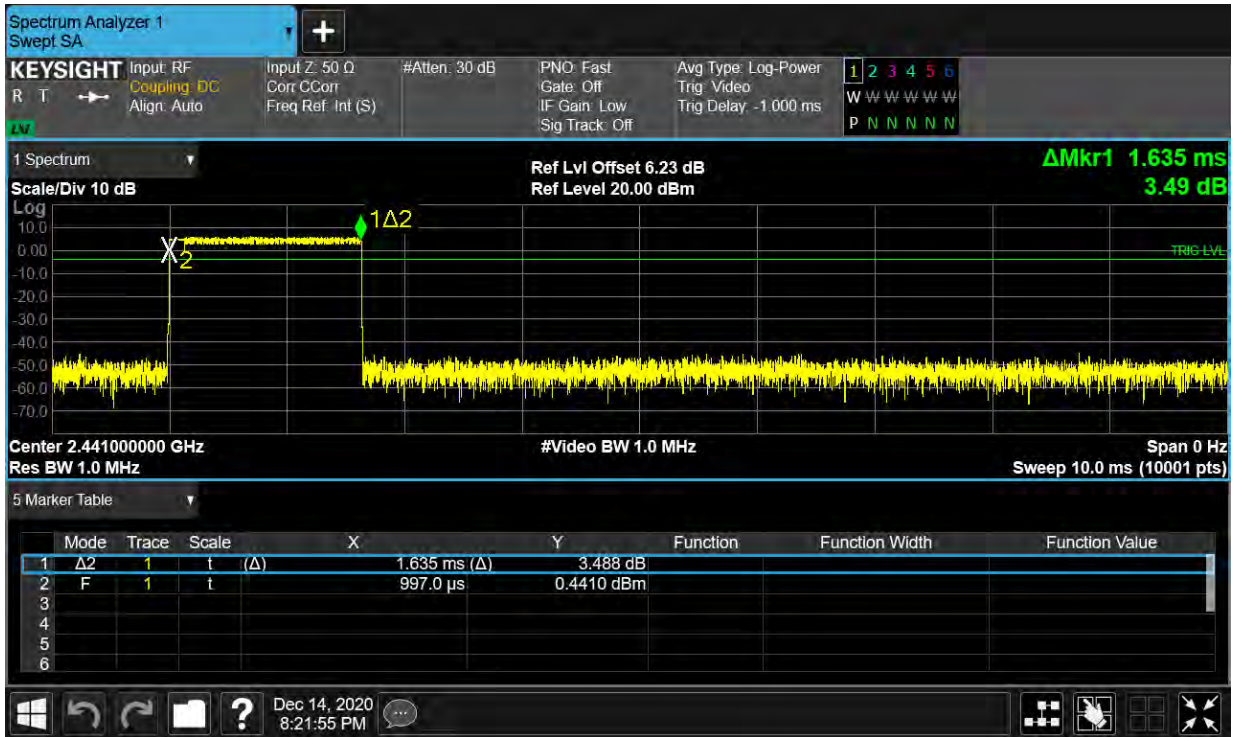 Spectrum Analyzer 1
Swept SA
KEYSIGHT Input: RF Input Z: 50 Ω #Atten: 30 dB PNO: Fast Avg Type: Log-Power 1 2 3 4 5 6
R T Coupling: DC Corr CCorr Gate: Off Trig: Video W W W W W W
Align: Auto Freq Ref: Int (S) IF Gain: Low Trig Delay: -1.000 ms
LXI Sig Track: Off P N N N N N
1 Spectrum Ref Lvl Offset 6.23 dB ΔMkr1 1.635 ms
Scale/Div 10 dB Ref Level 20.00 dBm 3.49 dB
Log
10.0 1Δ2
0.00 X2 TRIG LVL
-10.0
-20.0
-30.0
-40.0
-50.0
-60.0
-70.0
Center 2.441000000 GHz #Video BW 1.0 MHz Span 0 Hz
Res BW 1.0 MHz Sweep 10.0 ms (10001 pts)
5 Marker Table
Mode Trace Scale X Y Function Function Width Function Value
1 Δ2 1 t (Δ) 1.635 ms (Δ) 3.488 dB
2 F 1 t 997.0 µs 0.4410 dBm
3
4
5
6
? Dec 14, 2020
8:21:55 PM